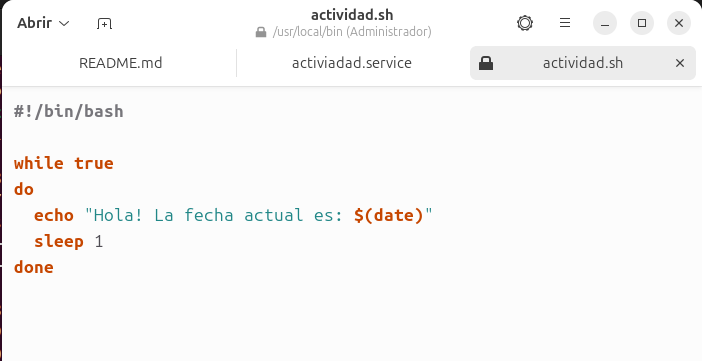 Abrir
actividad.sh
/usr/local/bin (Administrador)
README.md
activiadad.service
actividad.sh
#!/bin/bash
while true
do
  echo "Hola! La fecha actual es: $(date)"
  sleep 1
done